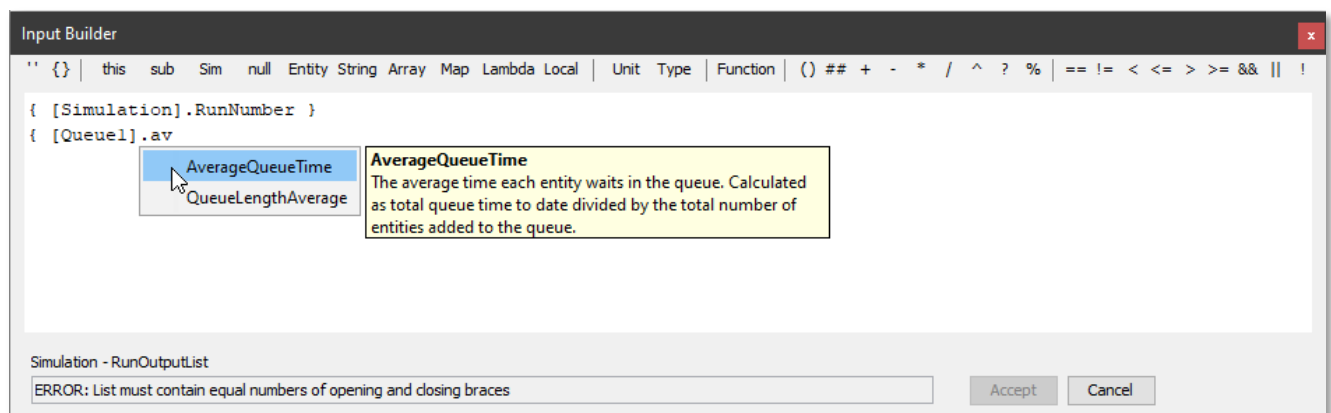 Input Builder x
'' {} | this sub Sim null Entity String Array Map Lambda Local | Unit Type | Function | () ## + - * / ^ ? % | == != < <= > >= && || !
{ [Simulation].RunNumber }
{ [Queue1].av
AverageQueueTime
QueueLengthAverage
AverageQueueTime
The average time each entity waits in the queue. Calculated
as total queue time to date divided by the total number of
entities added to the queue.
Simulation - RunOutputList
ERROR: List must contain equal numbers of opening and closing braces
Accept Cancel